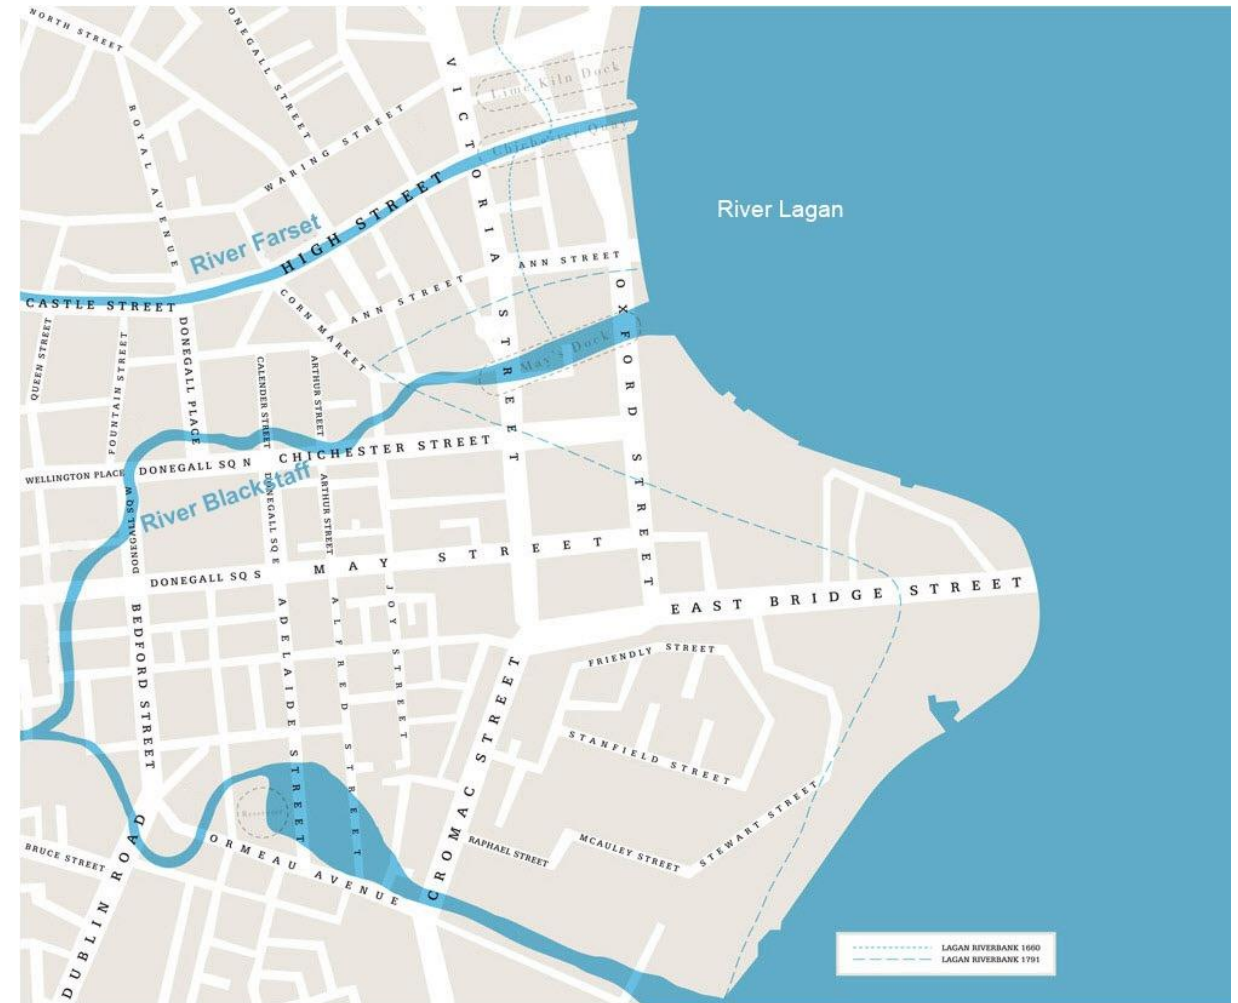 NORTH STREET
ONEGALL STREET
VICTORIA STREET
Lime Kiln Dock
ROYAL AVENUE
WARING STREET
Chichester Quay
River Lagan
River Farset
HIGH STREET
ANN STREET
CASTLE STREET
CORN MARKET
ANN STREET
OXFORD STREET
QUEEN STREET
FOUNTAIN STREET
DONEGALL PLACE
CALENDER STREET
ARTHUR STREET
May's Dock
WELLINGTON PLACE
DONEGALL SQ N
CHICHESTER STREET
River Blackstaff
DONEGALL SQ W
DONEGALL SQ E
ARTHUR STREET
DONEGALL SQ S
MAY STREET
BEDFORD STREET
ADELAIDE STREET
ALFRED STREET
JOY STREET
EAST BRIDGE STREET
FRIENDLY STREET
CROMAC STREET
STANFIELD STREET
Reservoir
STEWART STREET
ORMEAU AVENUE
RAPHAEL STREET
MCAULEY STREET
BRUCE STREET
DUBLIN ROAD
LAGAN RIVERBANK 1660
LAGAN RIVERBANK 1791